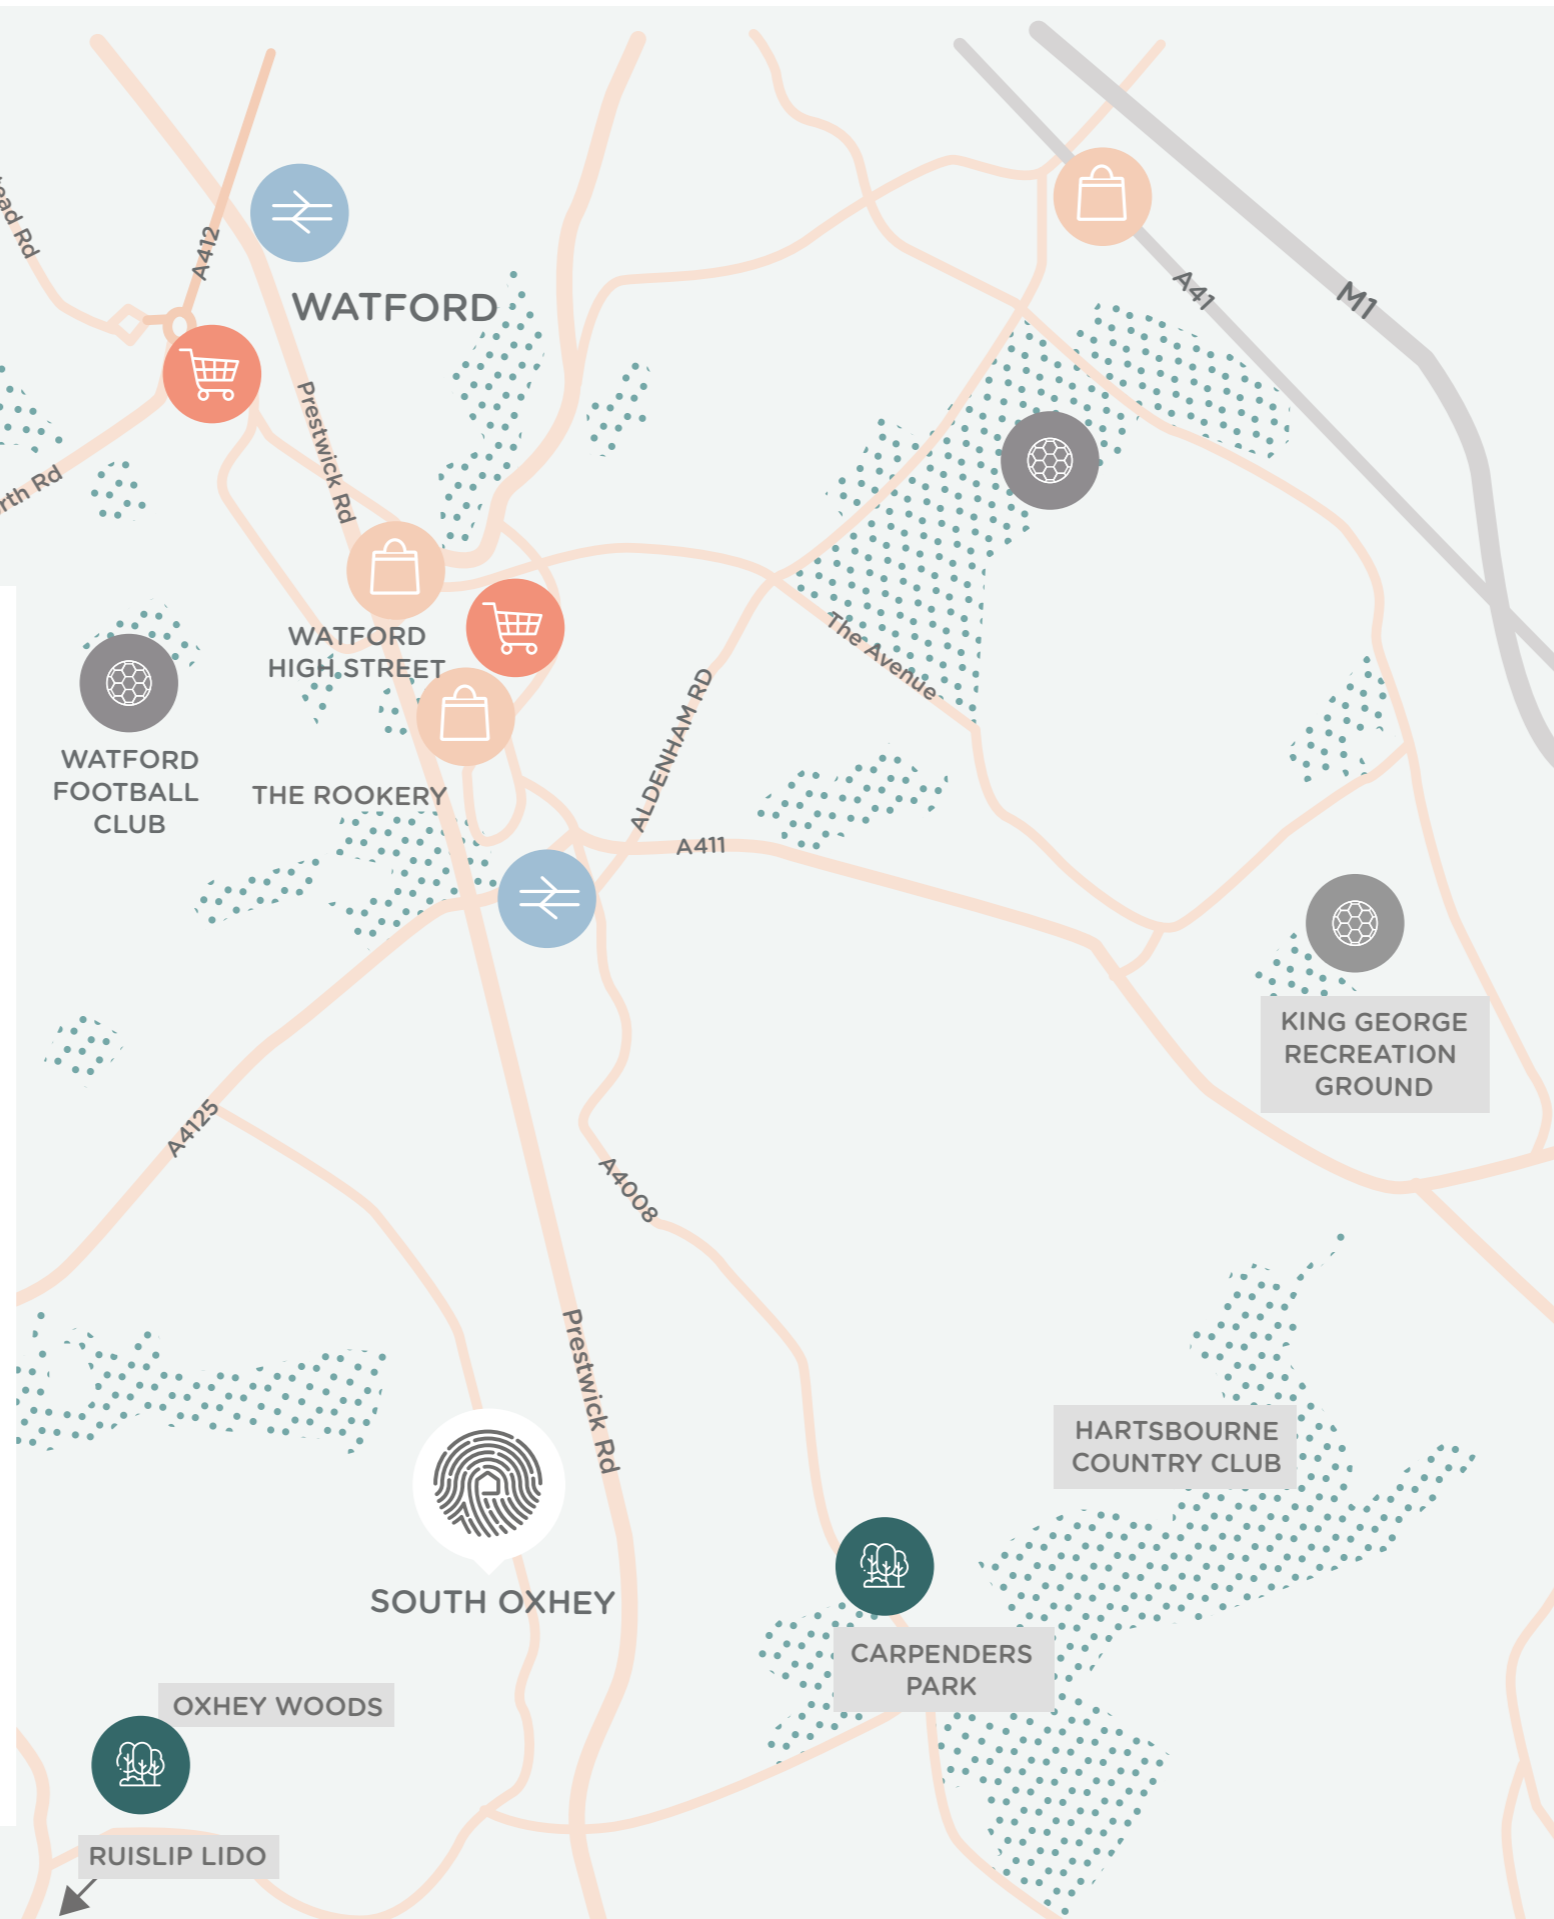 A412
WATFORD
A41
M1
Prestwick Rd
Rd
Rd
WATFORD
HIGH STREET
The Avenue
ALDENHAM RD
WATFORD
FOOTBALL
CLUB
THE ROOKERY
A411
KING GEORGE
RECREATION
GROUND
A4125
A4008
Prestwick Rd
HARTSBOURNE
COUNTRY CLUB
SOUTH OXHEY
CARPENDERS
PARK
OXHEY WOODS
RUISLIP LIDO